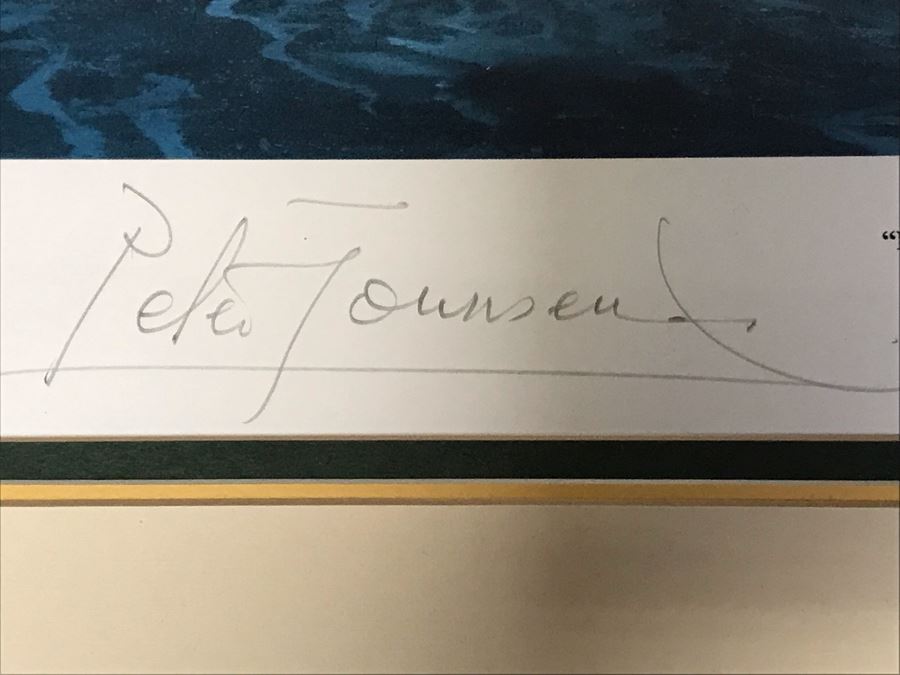 Peter Townsend
“